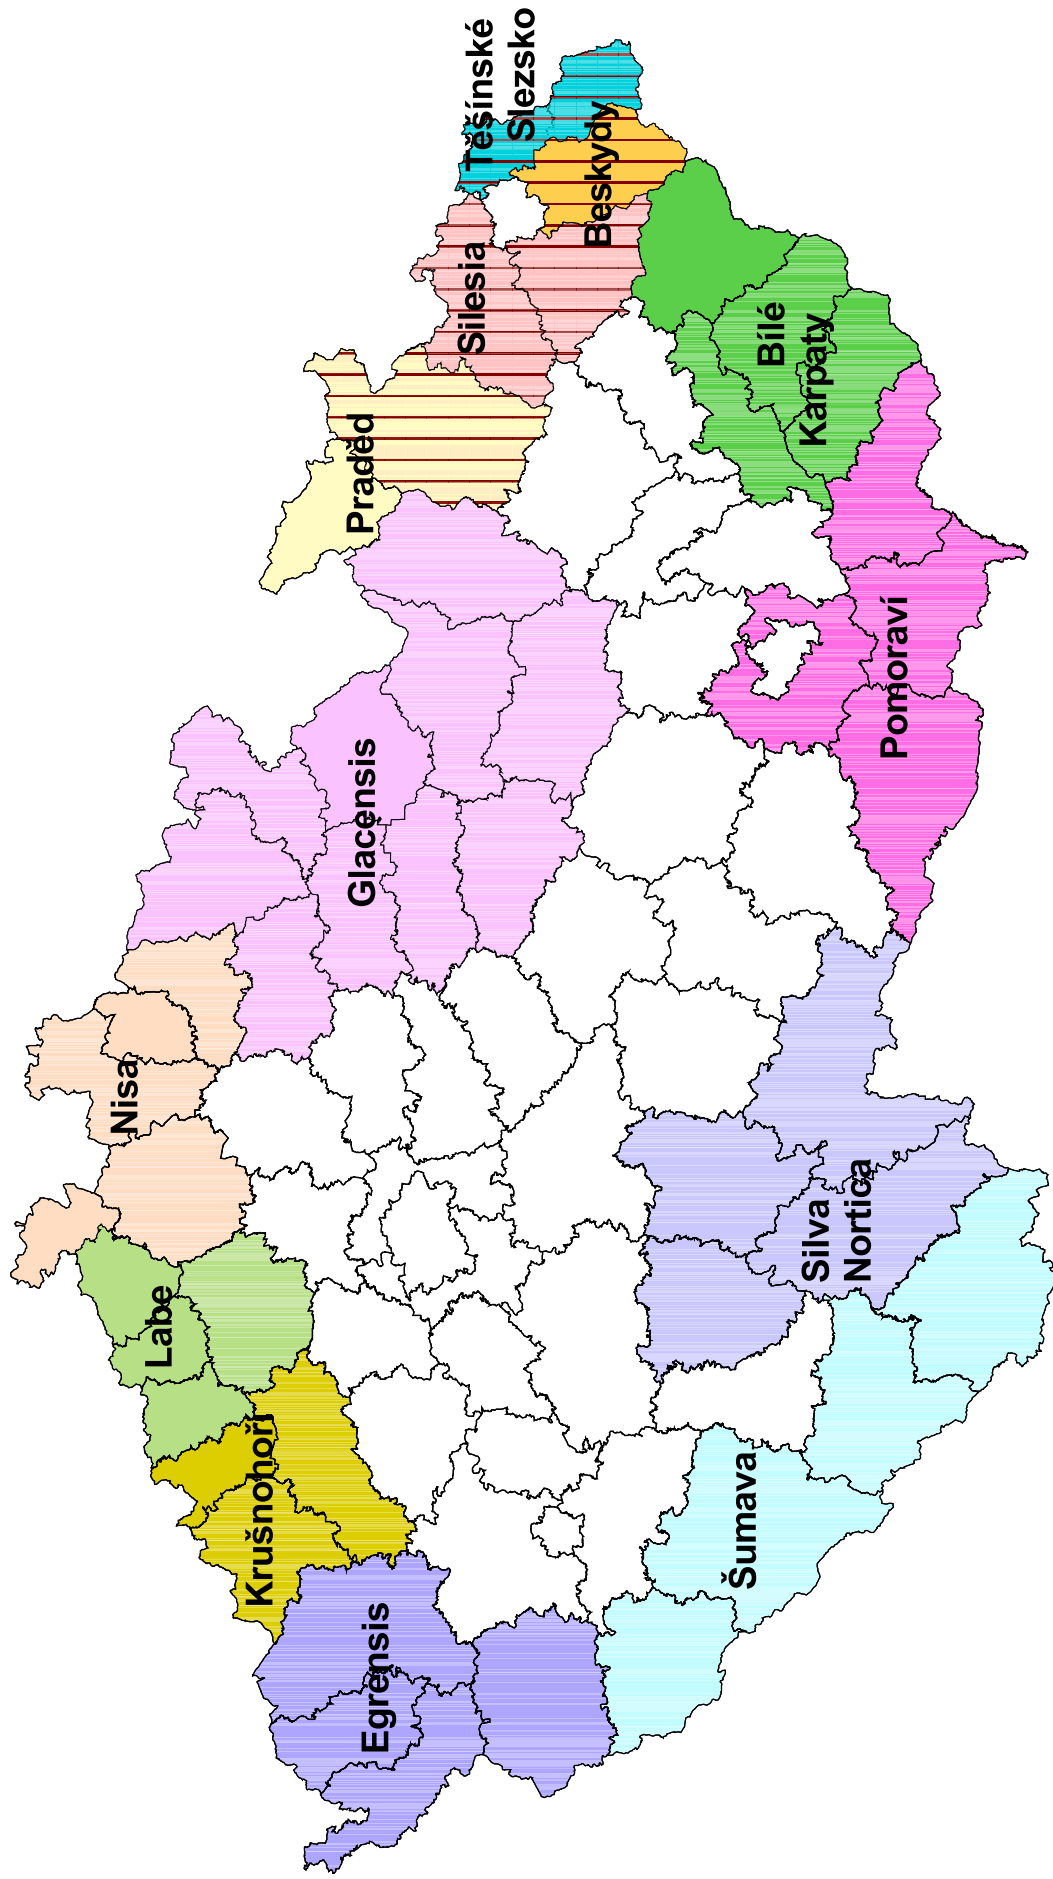 Nisa
Labe
Krušnohoří
Egrensis
Glacensis
Praděd
Silesia
Těšínské
Slezsko
Beskydy
Bílé
Karpaty
Pomoraví
Silva
Nortica
Šumava